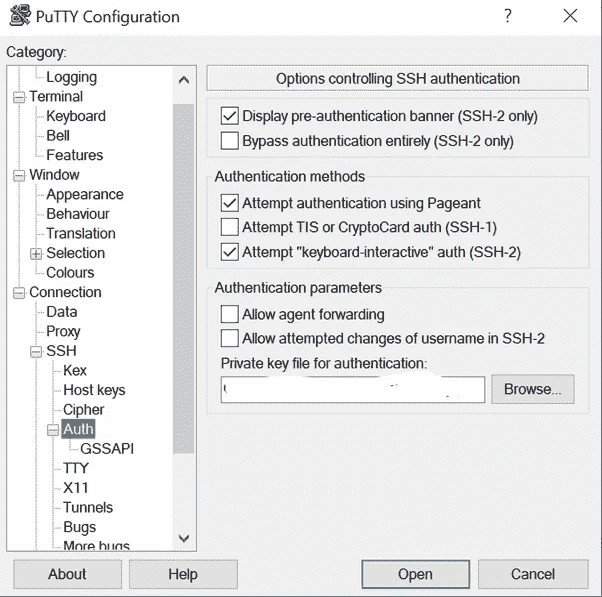 PuTTY Configuration
?
Category:
Logging
Terminal
Keyboard
Bell
Features
Window
Appearance
Behaviour
Translation
Selection
Colours
Connection
Data
Proxy
SSH
Kex
Host keys
Cipher
Auth
GSSAPI
TTY
X11
Tunnels
Bugs
More bugs
Options controlling SSH authentication
Display pre-authentication banner (SSH-2 only)
Bypass authentication entirely (SSH-2 only)
Authentication methods
Attempt authentication using Pageant
Attempt TIS or CryptoCard auth (SSH-1)
Attempt "keyboard-interactive" auth (SSH-2)
Authentication parameters
Allow agent forwarding
Allow attempted changes of username in SSH-2
Private key file for authentication:
Browse...
About
Help
Open
Cancel